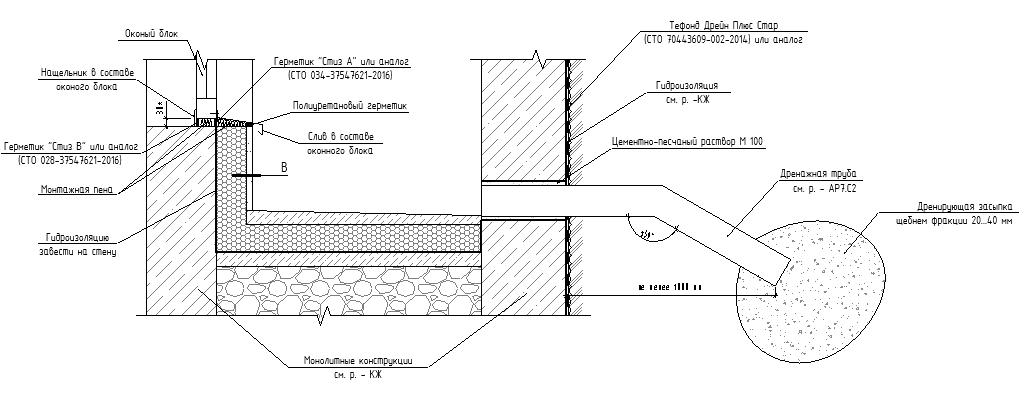 Оконый блок
Нащельник в составе
оконого блока
30*
Герметик "Стиз В" или аналог
(СТО 028-37547621-2016)
Монтажная пена
Гидроизоляцию
завести на стену
Герметик "Стиз А" или аналог
(СТО 034-37547621-2016)
Полиуретановый герметик
Слив в составе
оконного блока
В
Тефонд Дрейн Плюс Стар
(СТО 70443609-002-2014) или аналог
Гидроизоляция
см. р. -КЖ
Цементно-песчаный раствор М 100
Дренажная труба
см. р. - АР7.С2
Дренирующая засыпка
щебнем фракции 20...40 мм
не менее 1000 мм
Монолитные конструкции
см. р. - КЖ